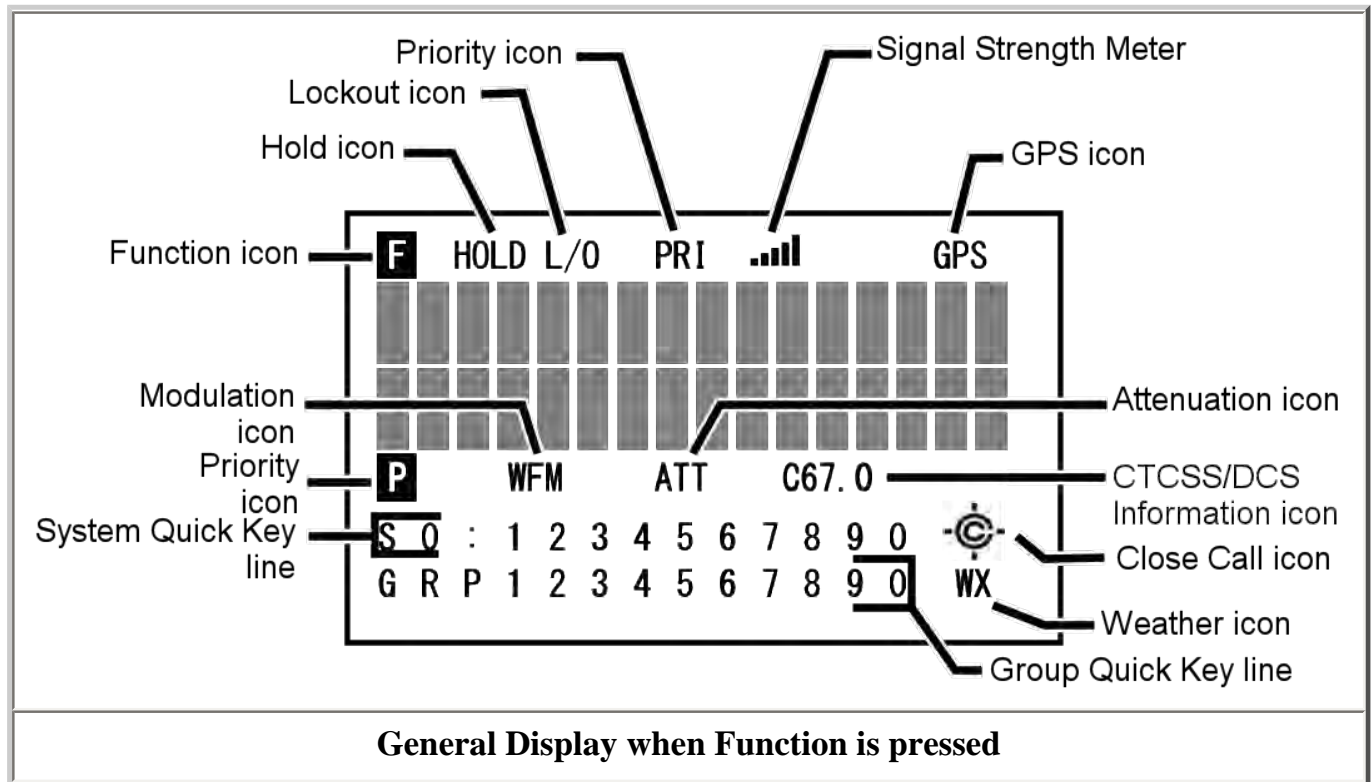 Priority icon
Signal Strength Meter
Lockout icon
Hold icon
GPS icon
Function icon
F HOLD L/O PRI GPS
Modulation
icon
Attenuation icon
Priority
icon
P WFM ATT C67.0
CTCSS/DCS
Information icon
System Quick Key
line
S 0 : 1 2 3 4 5 6 7 8 9 0
C
Close Call icon
G R P 1 2 3 4 5 6 7 8 9 0 WX
Weather icon
Group Quick Key line
General Display when Function is pressed